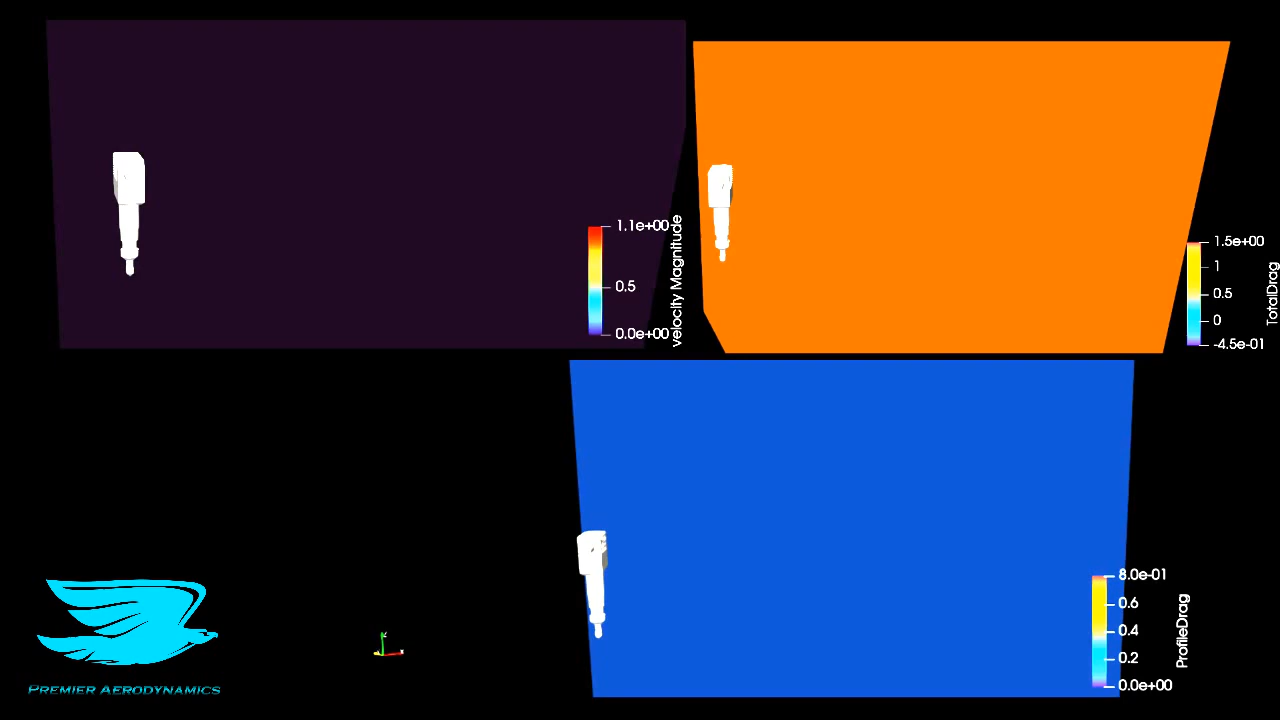 1.1e+00
0.5
0.0e+00
velocity Magnitude
1.5e+00
1
0.5
0
-4.5e-01
TotalDrag
8.0e-01
0.6
0.4
0.2
0.0e+00
ProfileDrag
PREMIER AERODYNAMICS